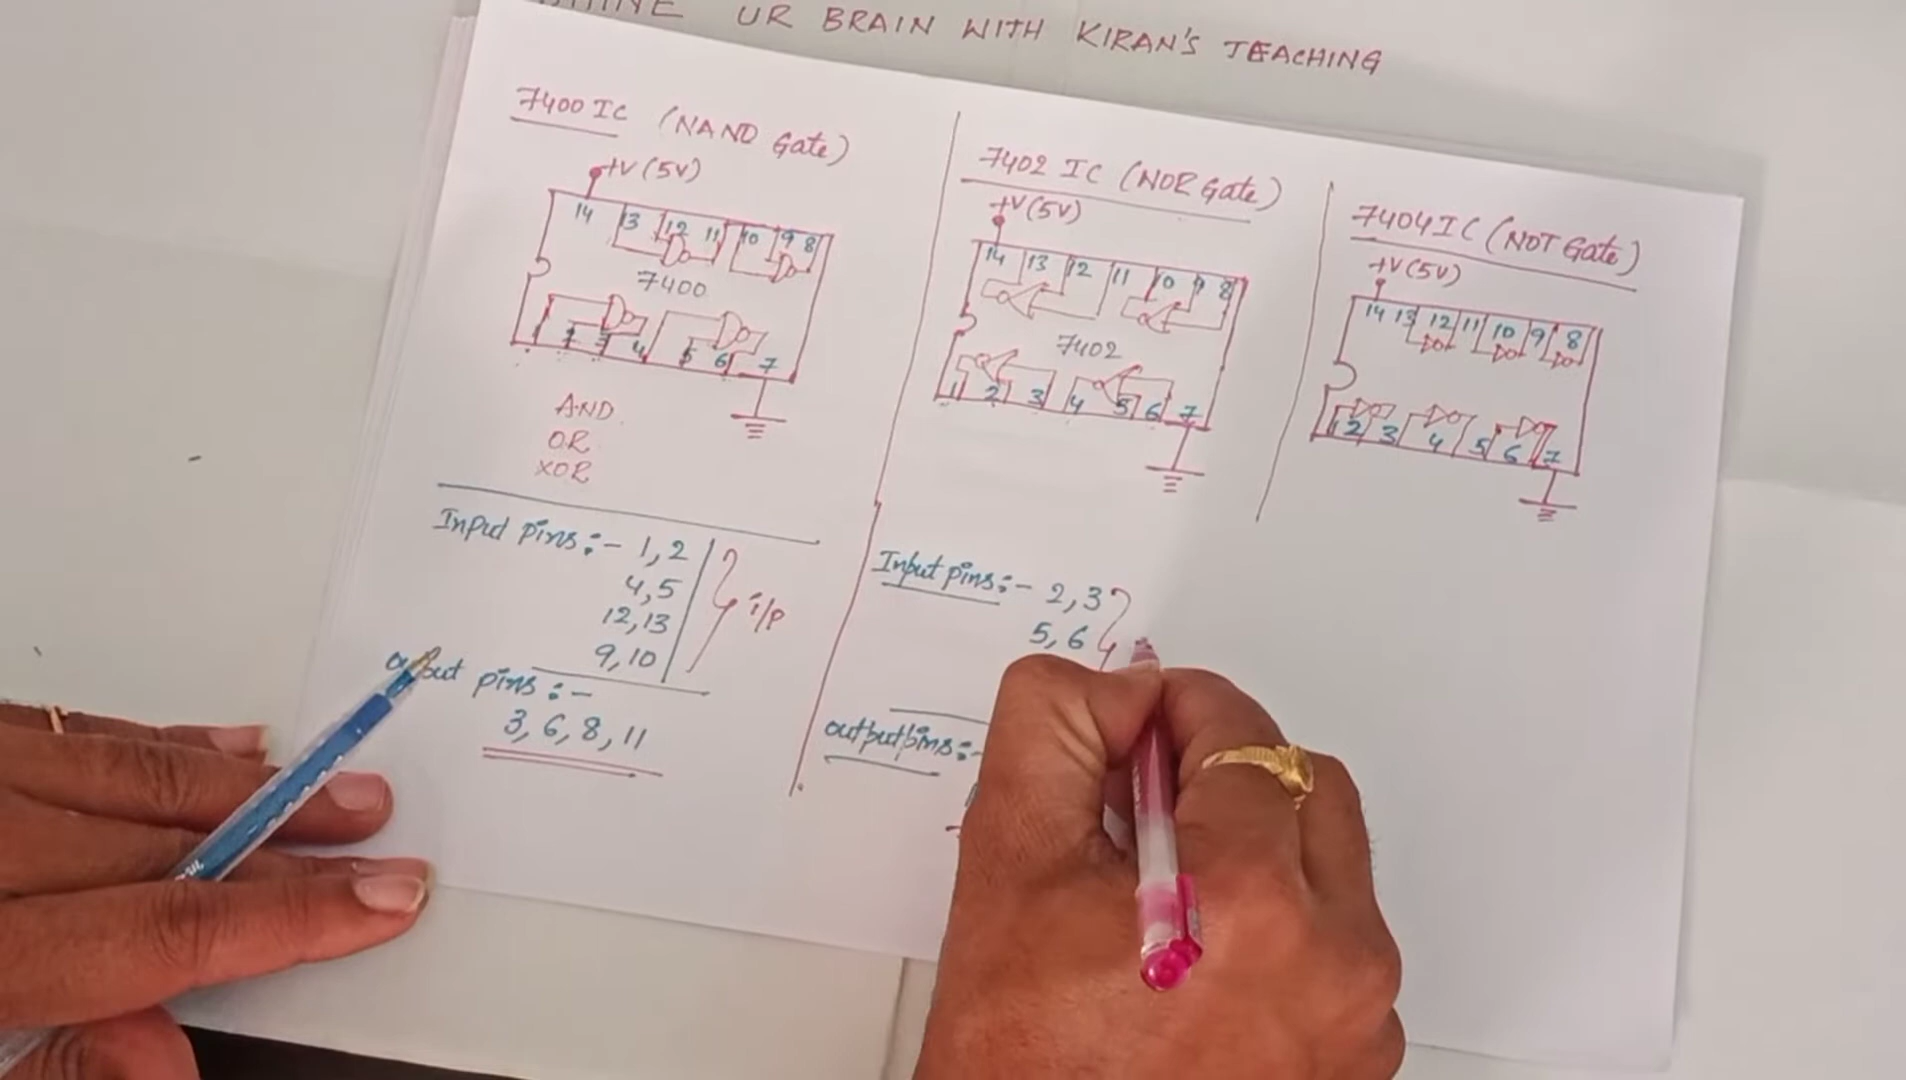 UR BRAIN WITH KIRAN'S TEACHING
7400 IC (NAND Gate)
+V (5V)
14 13 12 11 10 9 8
7400
1 2 3 4 5 6 7
AND
OR
XOR
Input pins:- 1, 2
4, 5
12, 13
9, 10
i/p
output pins:-
3, 6, 8, 11
7402 IC (NOR Gate)
+V (5V)
14 13 12 11 10 9 8
7402
1 2 3 4 5 6 7
Input pins:- 2, 3
5, 6
output pins:-
7404 IC (NOT Gate)
+V (5V)
14 13 12 11 10 9 8
1 2 3 4 5 6 7